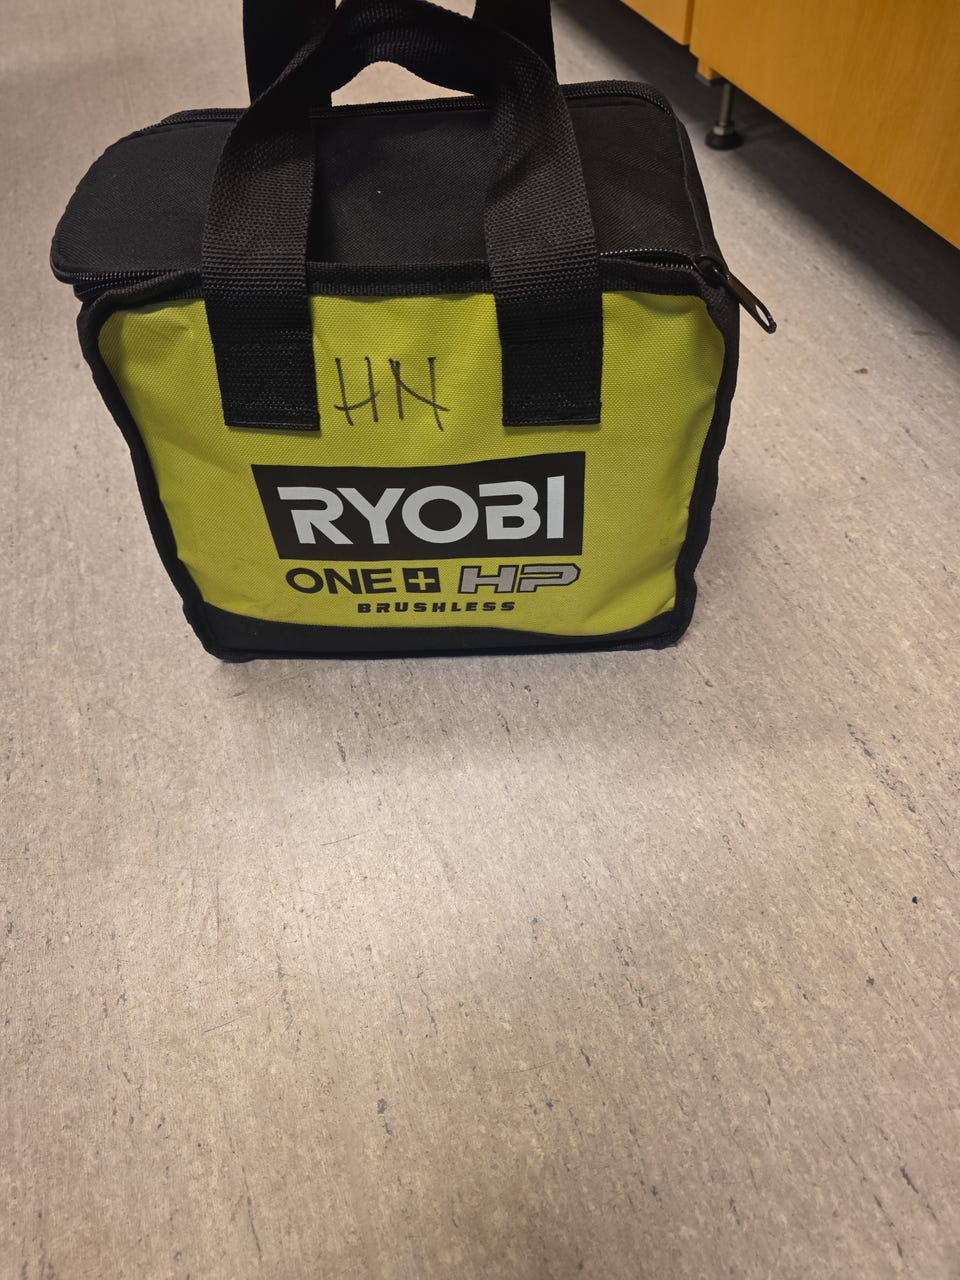 HN
RYOBI
ONE+ HP
BRUSHLESS